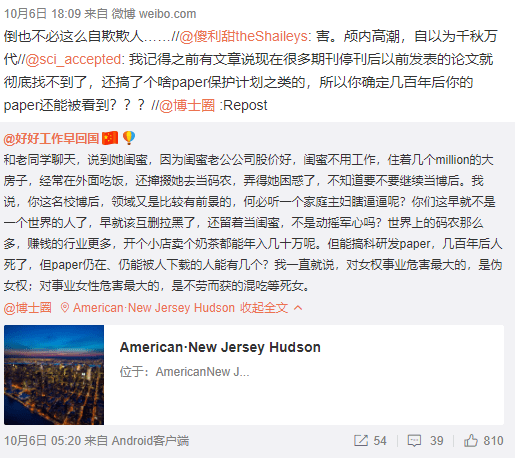 10月6日 18:09 来自 微博 weibo.com
倒也不必这么自欺欺人……//@傻利甜theShaileys: 害。颅内高潮，自以为千秋万
代//@sci_accepted: 我记得之前有文章说现在很多期刊停刊后以前发表的论文就
彻底找不到了，还搞了个啥paper保护计划之类的，所以你确定几百年后你的
paper还能被看到？？？//@博士圈 :Repost
@好好工作早回国
和老同学聊天，说到她闺蜜，因为闺蜜老公公司股价好，闺蜜不用工作，住着几个million的大
房子，经常在外面吃饭，还撺掇她去当码农，弄得她困惑了，不知道要不要继续当博后。我
说，你这名校博后，领域又是比较有前景的，何必听一个家庭主妇瞎逼逼呢？你们这早就不是
一个世界的人了，早就该互删拉黑了，还留着当闺蜜，不是动摇军心吗？世界上的码农那么
多，赚钱的行业更多，开个小店卖个奶茶都能年入几十万呢。但能搞科研发paper，几百年后人
死了，但paper仍在、仍能被人下载的人能有几个？我一直就说，对女权事业危害最大的，是伪
女权；对事业女性危害最大的，是不劳而获的混吃等死女。
@博士圈 American·New Jersey Hudson 收起全文
American·New Jersey Hudson
位于：AmericanNew J...
10月6日 05:20 来自 Android客户端 54 39 810